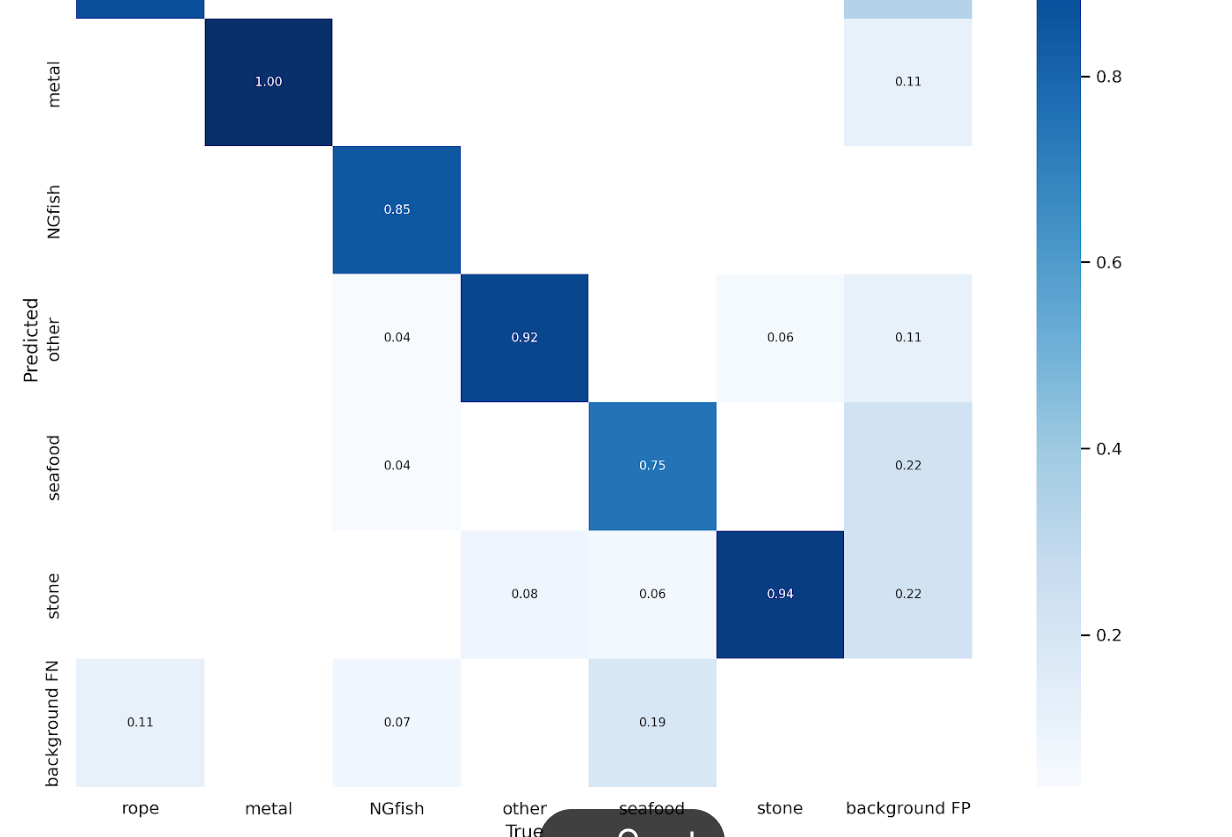 metal
1.00
0.11
0.8
NGfish
0.85
0.6
Predicted
other
0.04
0.92
0.06
0.11
seafood
0.04
0.75
0.22
0.4
stone
0.08
0.06
0.94
0.22
0.2
background FN
0.11
0.07
0.19
rope
metal
NGfish
other
seafood
stone
background FP
True